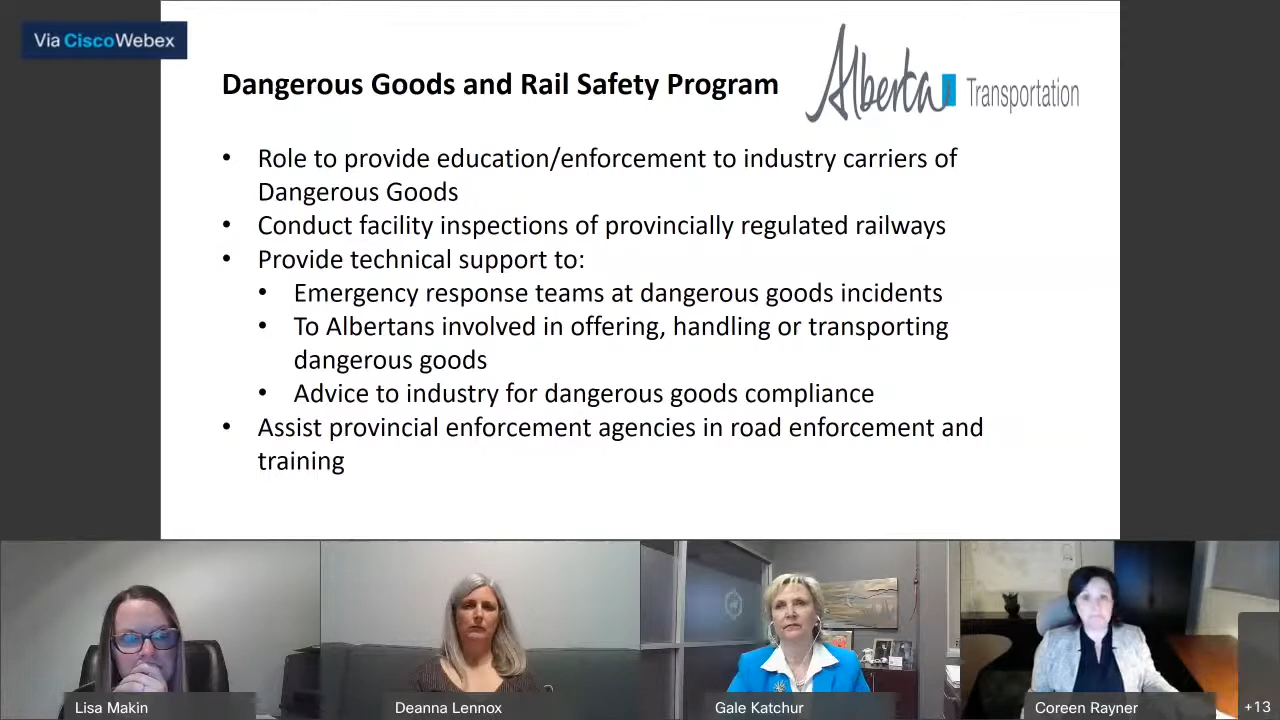 Via CiscoWebex
Dangerous Goods and Rail Safety Program
Alberta Transportation
• Role to provide education/enforcement to industry carriers of
Dangerous Goods
• Conduct facility inspections of provincially regulated railways
• Provide technical support to:
• Emergency response teams at dangerous goods incidents
• To Albertans involved in offering, handling or transporting
dangerous goods
• Advice to industry for dangerous goods compliance
• Assist provincial enforcement agencies in road enforcement and
training
Lisa Makin
Deanna Lennox
Gale Katchur
Coreen Rayner
+13